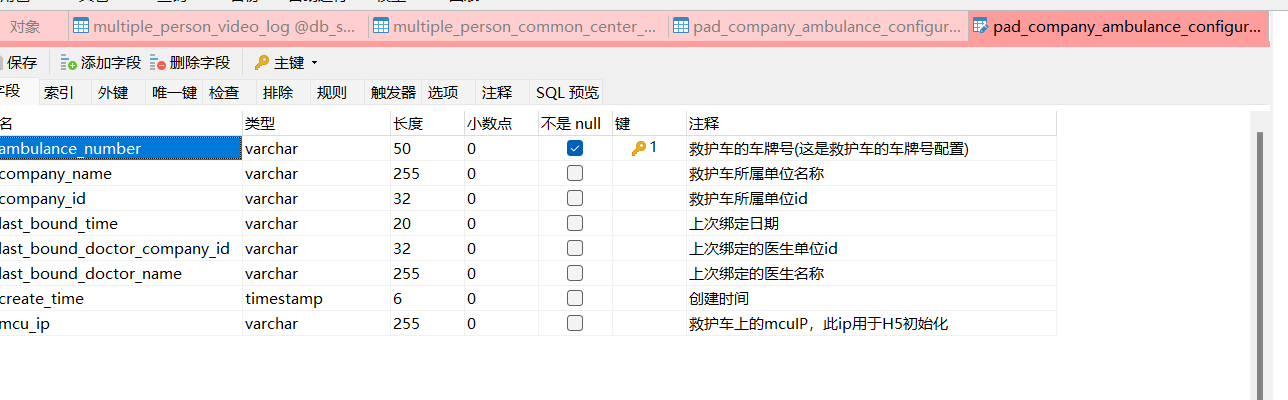 对象 multiple_person_video_log @db_s... multiple_person_common_center_... pad_company_ambulance_configur... pad_company_ambulance_configur...
保存 添加字段 删除字段 主键
字段 索引 外键 唯一键 检查 排除 规则 触发器 选项 注释 SQL 预览
名 类型 长度 小数点 不是 null 键 注释
ambulance_number varchar 50 0 1 救护车的车牌号(这是救护车的车牌号配置)
company_name varchar 255 0 救护车所属单位名称
company_id varchar 32 0 救护车所属单位id
last_bound_time varchar 20 0 上次绑定日期
last_bound_doctor_company_id varchar 32 0 上次绑定的医生单位id
last_bound_doctor_name varchar 255 0 上次绑定的医生名称
create_time timestamp 6 0 创建时间
mcu_ip varchar 255 0 救护车上的mcuIP，此ip用于H5初始化